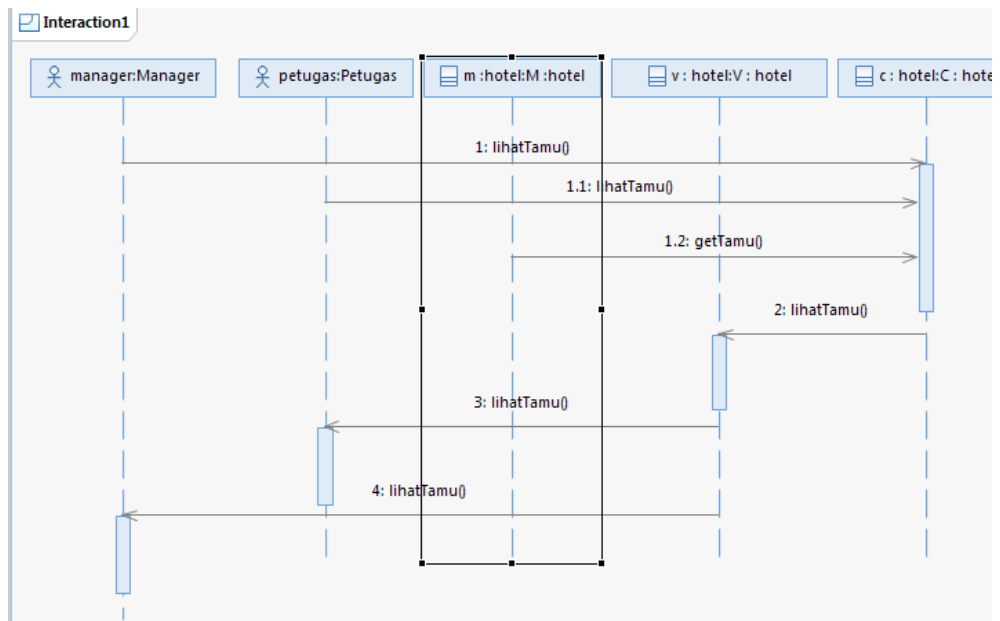 Interaction1
manager:Manager
petugas:Petugas
m :hotel:M :hotel
v : hotel:V : hotel
c : hotel:C : hote
1: lihatTamu()
1.1: lihatTamu()
1.2: getTamu()
2: lihatTamu()
3: lihatTamu()
4: lihatTamu()